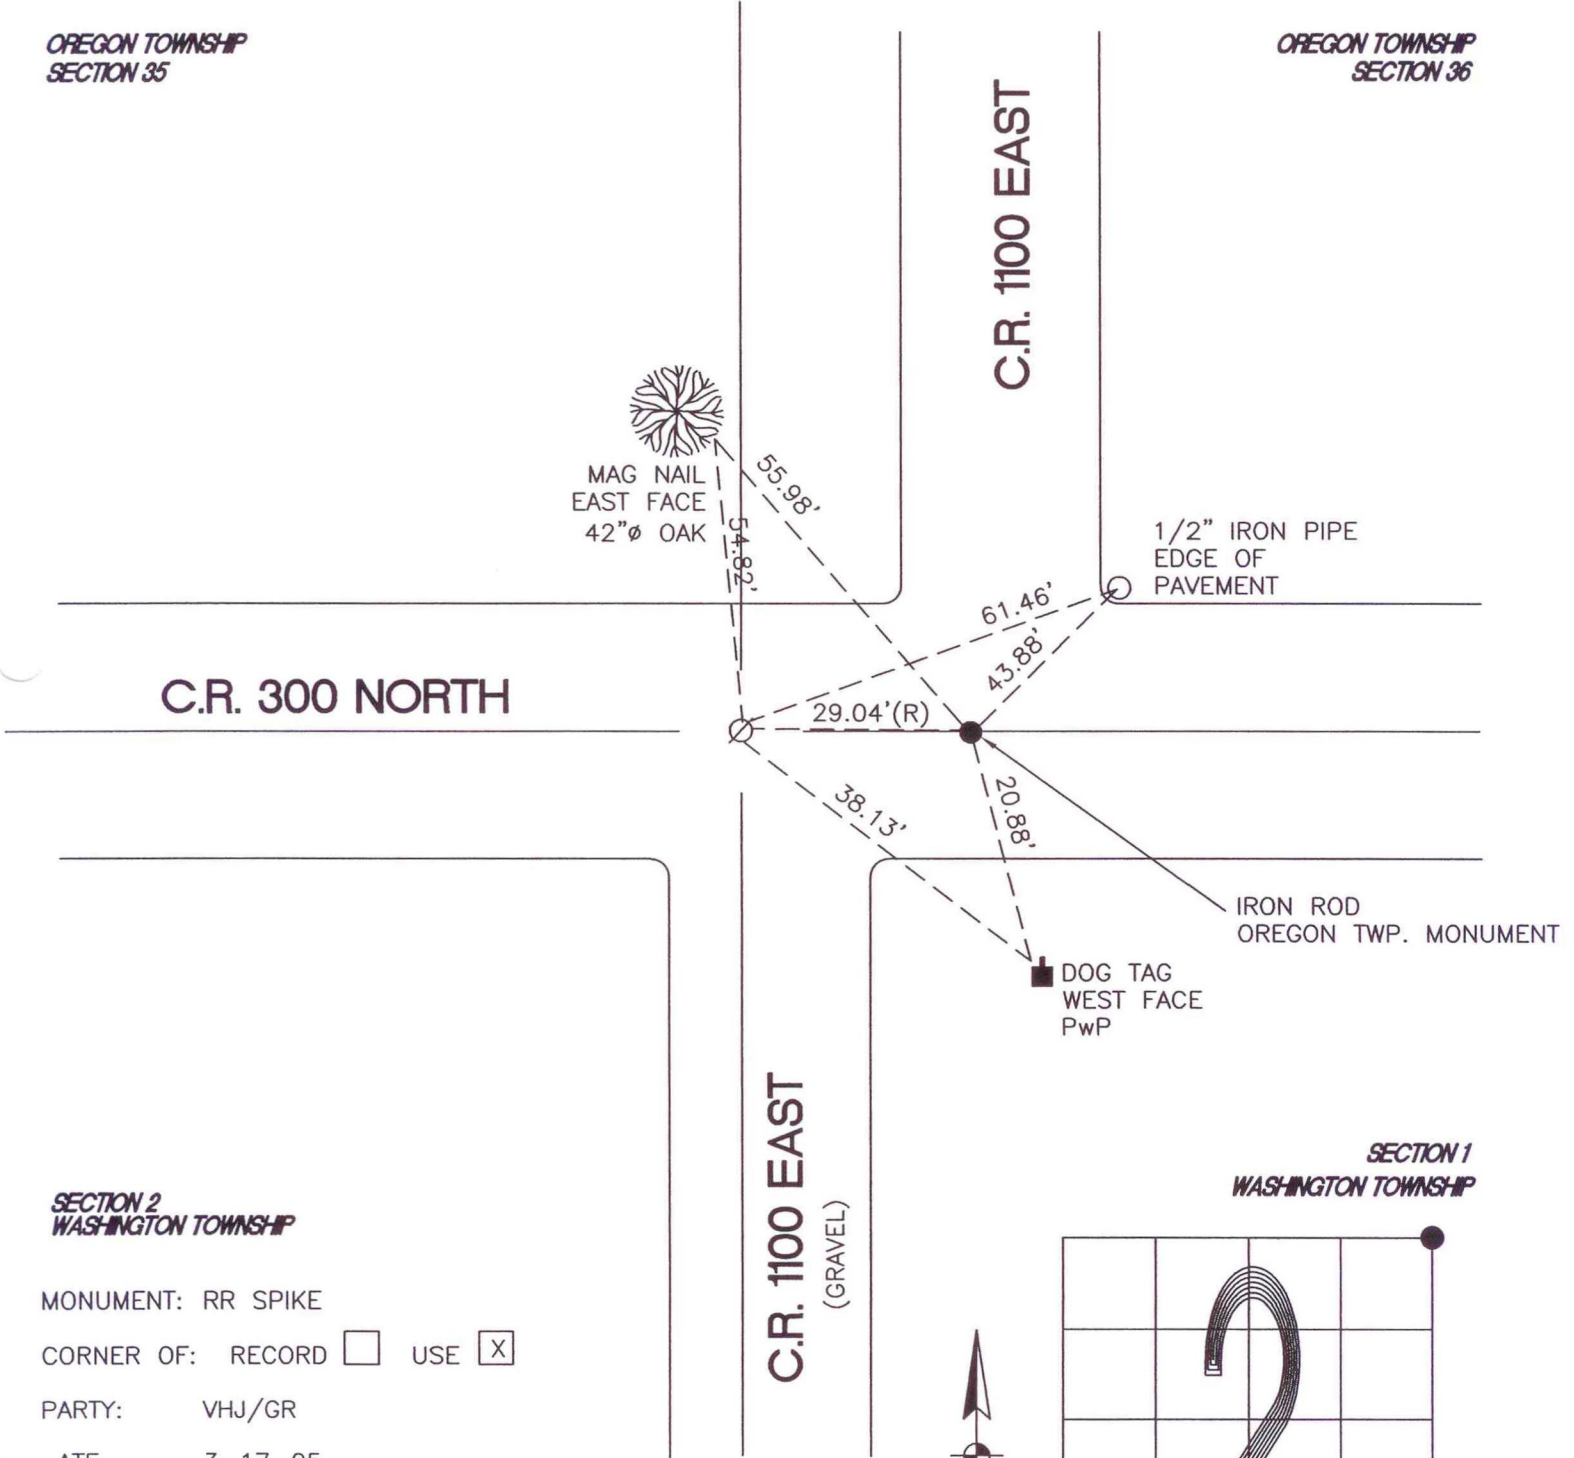 OREGON TOWNSHIP
SECTION 35
OREGON TOWNSHIP
SECTION 36
C.R. 1100 EAST
MAG NAIL
EAST FACE
42"ø OAK
55.98'
54.82'
1/2" IRON PIPE
EDGE OF
PAVEMENT
61.46'
43.88'
C.R. 300 NORTH
29.04'(R)
38.13'
20.88'
IRON ROD
OREGON TWP. MONUMENT
DOG TAG
WEST FACE
PwP
C.R. 1100 EAST
(GRAVEL)
SECTION 1
WASHINGTON TOWNSHIP
SECTION 2
WASHINGTON TOWNSHIP
MONUMENT: RR SPIKE
CORNER OF: RECORD USE X
PARTY: VHJ/GR
2